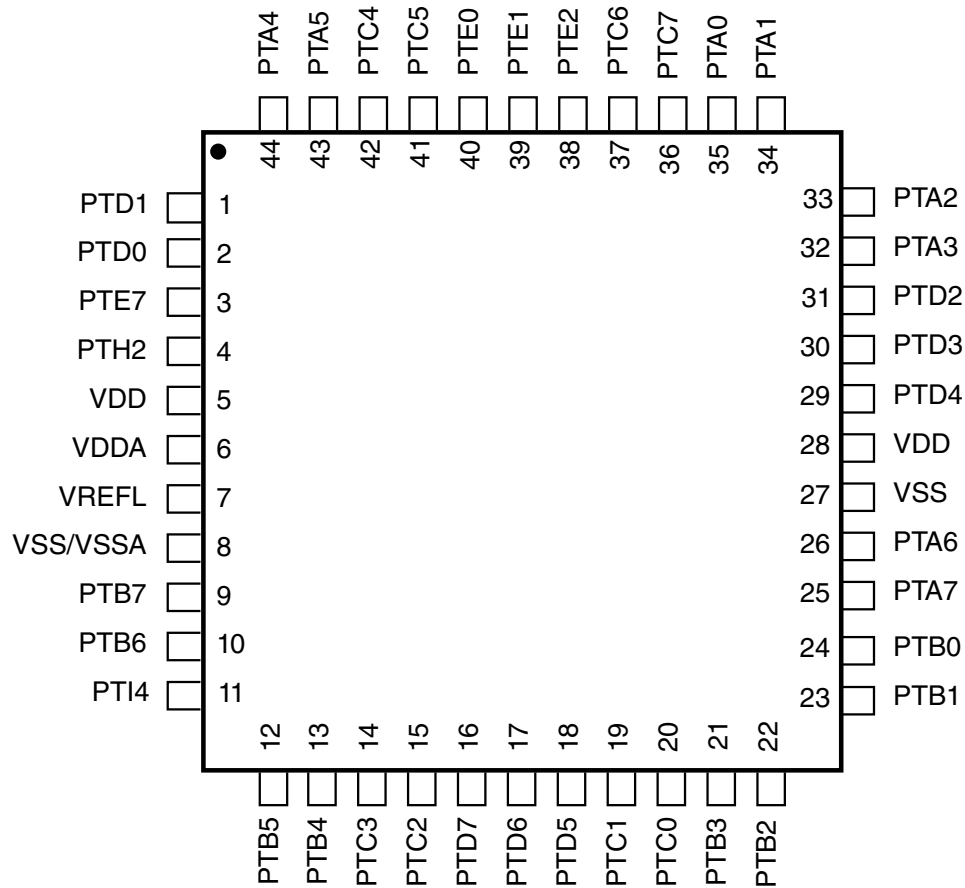 PTA4 PTA5 PTC4 PTC5 PTE0 PTE1 PTE2 PTC6 PTC7 PTA0 PTA1
44 43 42 41 40 39 38 37 36 35 34
PTD1 1 33 PTA2
PTD0 2 32 PTA3
PTE7 3 31 PTD2
PTH2 4 30 PTD3
VDD 5 29 PTD4
VDDA 6 28 VDD
VREFL 7 27 VSS
VSS/VSSA 8 26 PTA6
PTB7 9 25 PTA7
PTB6 10 24 PTB0
PTI4 11 23 PTB1
12 13 14 15 16 17 18 19 20 21 22
PTB5 PTB4 PTC3 PTC2 PTD7 PTD6 PTD5 PTC1 PTC0 PTB3 PTB2